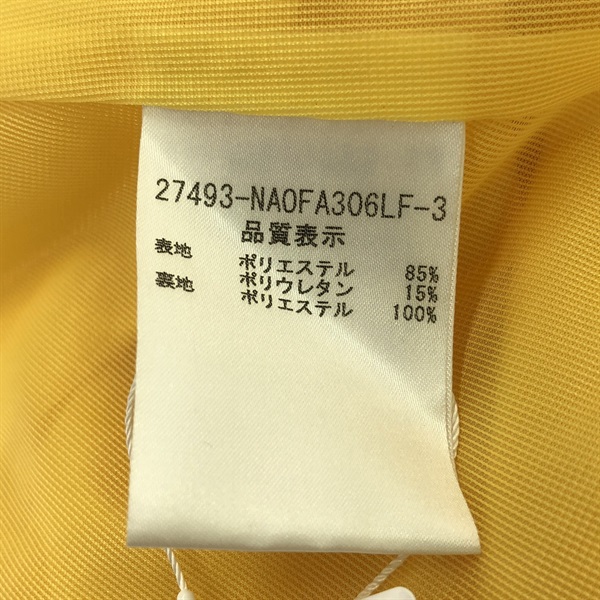 27493-NAOFA306LF-3
品質表示
表地 ポリエステル 85%
ポリウレタン 15%
裏地 ポリエステル 100%